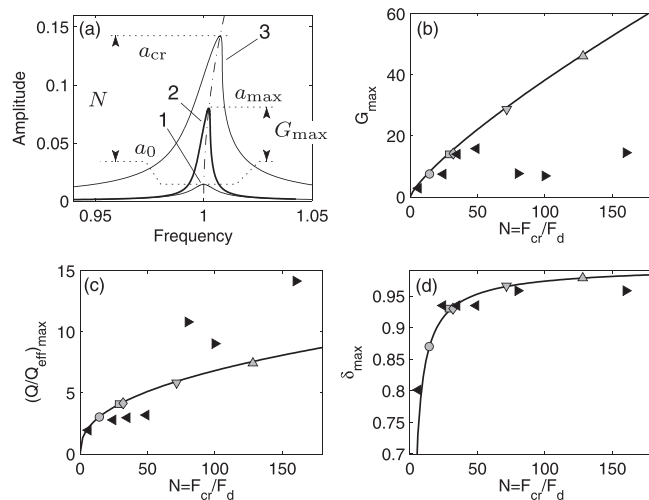 (a)
0.15
0.1
0.05
0
0.95
1
1.05
Amplitude
Frequency
a_cr
N
a_0
a_max
G_max
1
2
3
(b)
60
40
20
0
0
50
100
150
G_max
N=F_cr/F_d
(c)
15
10
5
0
0
50
100
150
(Q/Q_eff)_max
N=F_cr/F_d
(d)
0.95
0.9
0.85
0.8
0.75
0.7
0
50
100
150
δ_max
N=F_cr/F_d